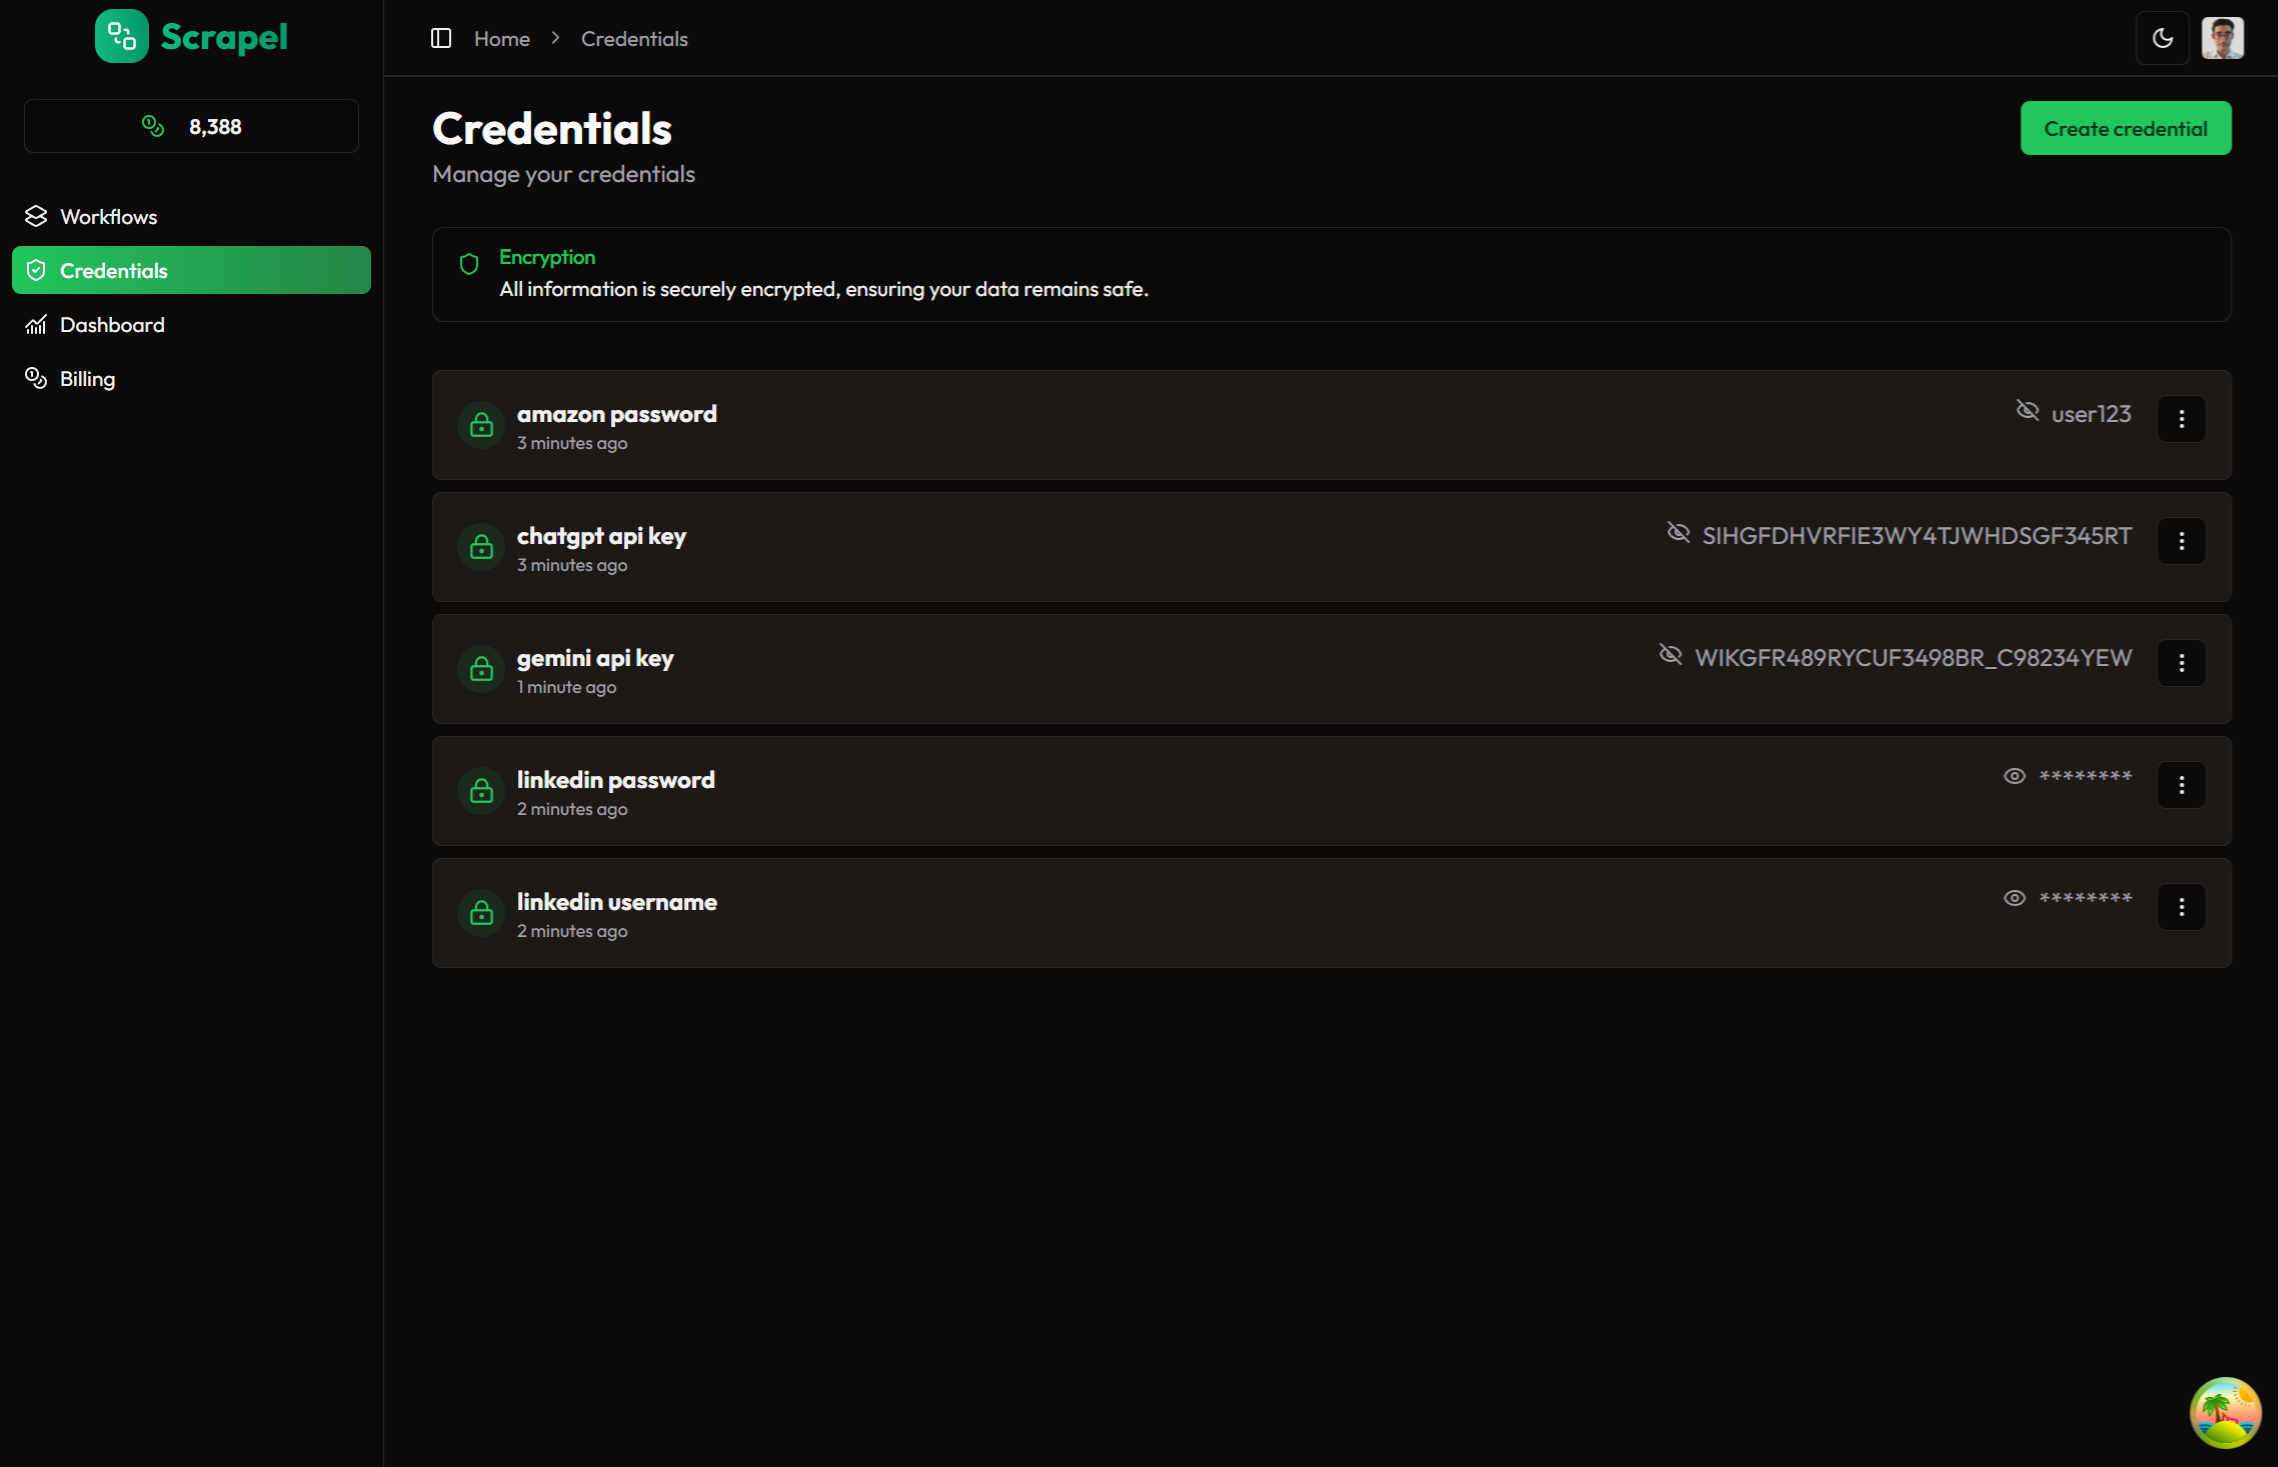 Scrapel
8,388
Workflows
Credentials
Dashboard
Billing
Home > Credentials
Credentials
Manage your credentials
Create credential
Encryption
All information is securely encrypted, ensuring your data remains safe.
amazon password
3 minutes ago
user123
chatgpt api key
3 minutes ago
SIHGFDHVRFIE3WY4TJWHDSGF345RT
gemini api key
1 minute ago
WIKGFR489RYCUF3498BR_C98234YEW
linkedin password
2 minutes ago
********
linkedin username
2 minutes ago
********